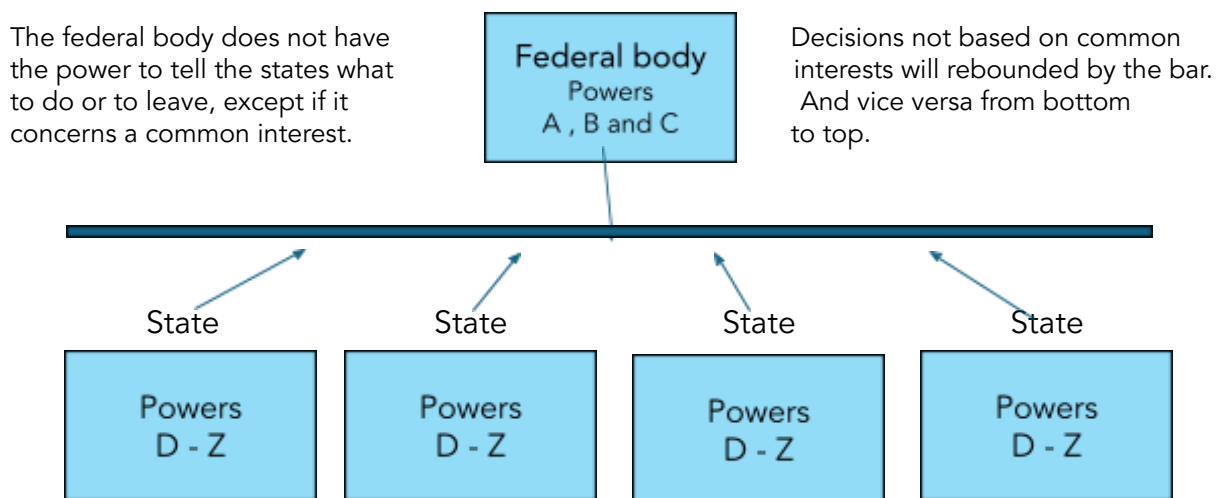 The federal body does not have
the power to tell the states what
to do or to leave, except if it
concerns a common interest.
Federal body
Powers
A , B and C
Decisions not based on common
interests will rebounded by the bar.
And vice versa from bottom
to top.
State
State
State
State
Powers
D - Z
Powers
D - Z
Powers
D - Z
Powers
D - Z